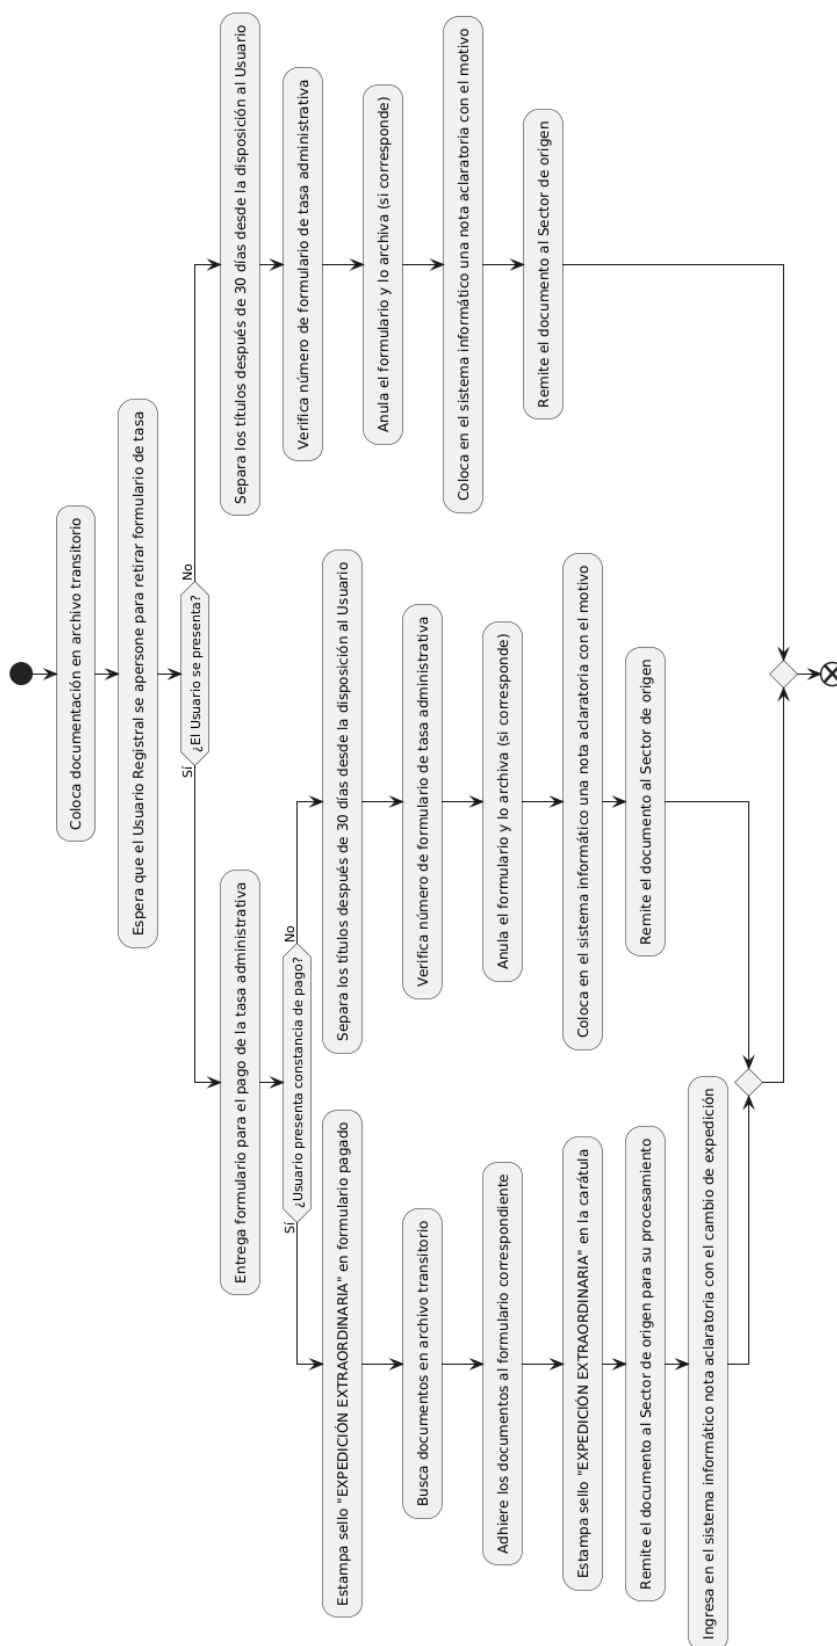 Coloca documentación en archivo transitorio
Espera que el Usuario Registral se apersone para retirar formulario de tasa
¿El Usuario se presenta?
Sí
No
Entrega formulario para el pago de la tasa administrativa
¿Usuario presenta constancia de pago?
Sí
No
Estampa sello "EXPEDICIÓN EXTRAORDINARIA" en formulario pagado
Busca documentos en archivo transitorio
Adhiere los documentos al formulario correspondiente
Estampa sello "EXPEDICIÓN EXTRAORDINARIA" en la carátula
Remite el documento al Sector de origen para su procesamiento
Ingresa en el sistema informático nota aclaratoria con el cambio de expedición
Separa los títulos después de 30 días desde la disposición al Usuario
Verifica número de formulario de tasa administrativa
Anula el formulario y lo archiva (si corresponde)
Coloca en el sistema informático una nota aclaratoria con el motivo
Remite el documento al Sector de origen
Separa los títulos después de 30 días desde la disposición al Usuario
Verifica número de formulario de tasa administrativa
Anula el formulario y lo archiva (si corresponde)
Coloca en el sistema informático una nota aclaratoria con el motivo
Remite el documento al Sector de origen